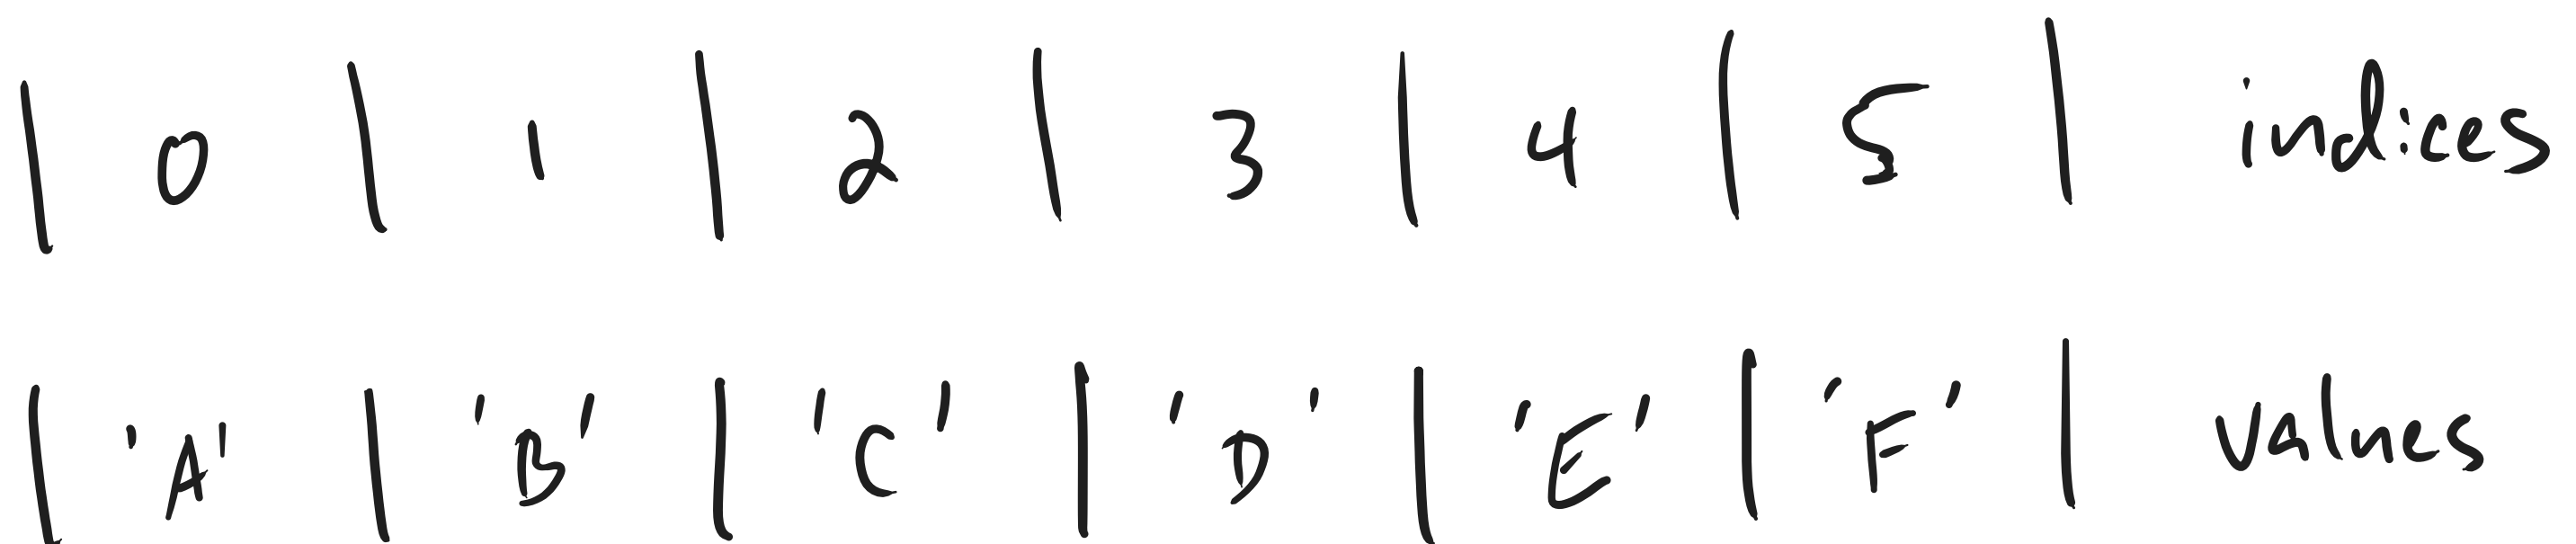 | 0 | 1 | 2 | 3 | 4 | 5 | indices
| 'A' | 'B' | 'C' | 'D' | 'E' | 'F' | values